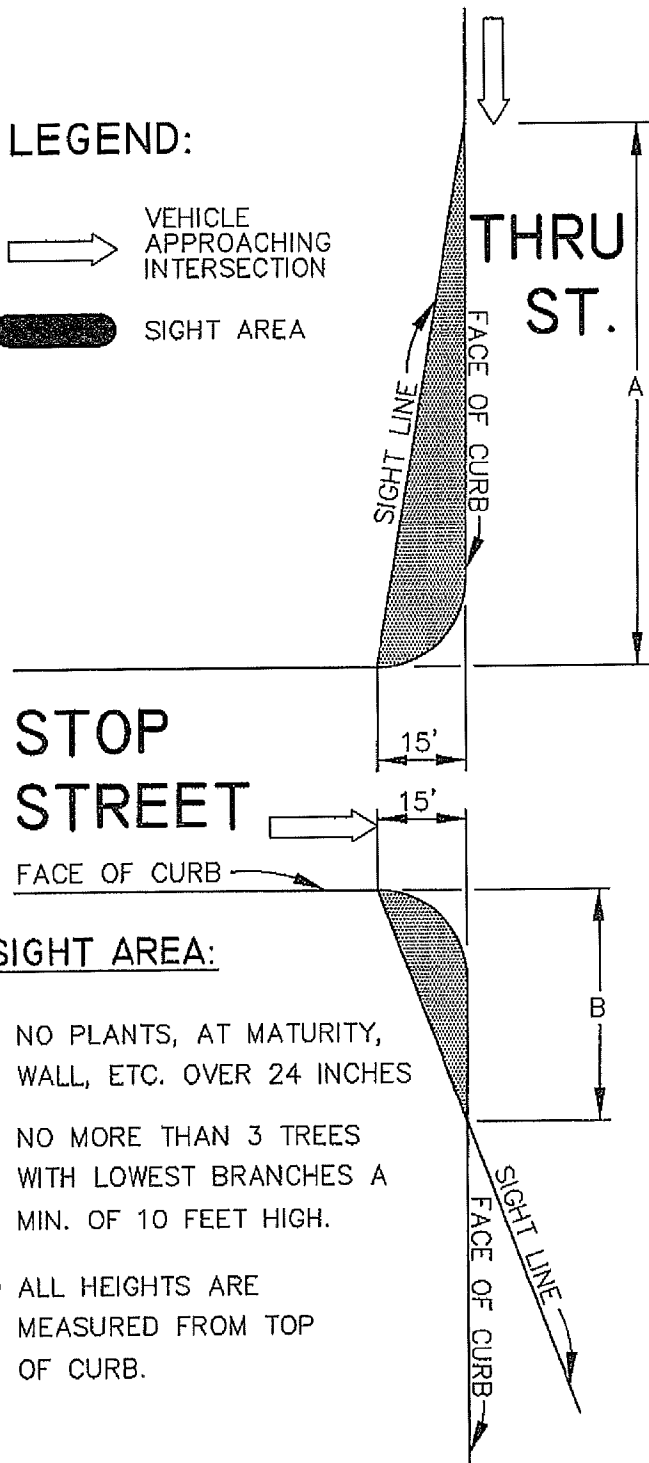 LEGEND:
VEHICLE
APPROACHING
INTERSECTION
SIGHT AREA
THRU
ST.
A
SIGHT LINE
FACE OF CURB
STOP
STREET
15'
15'
FACE OF CURB
SIGHT AREA:
NO PLANTS, AT MATURITY,
WALL, ETC. OVER 24 INCHES
NO MORE THAN 3 TREES
WITH LOWEST BRANCHES A
MIN. OF 10 FEET HIGH.
ALL HEIGHTS ARE
MEASURED FROM TOP
OF CURB.
B
SIGHT LINE
FACE OF CURB